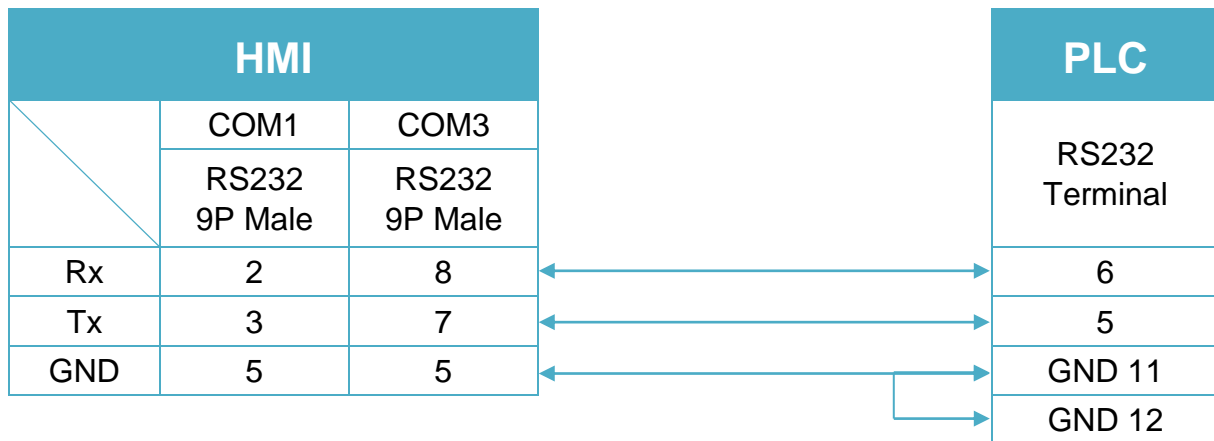 HMI PLC
COM1 COM3
RS232 RS232 RS232
9P Male 9P Male Terminal
Rx 2 8 6
Tx 3 7 5
GND 5 5 GND 11
GND 12